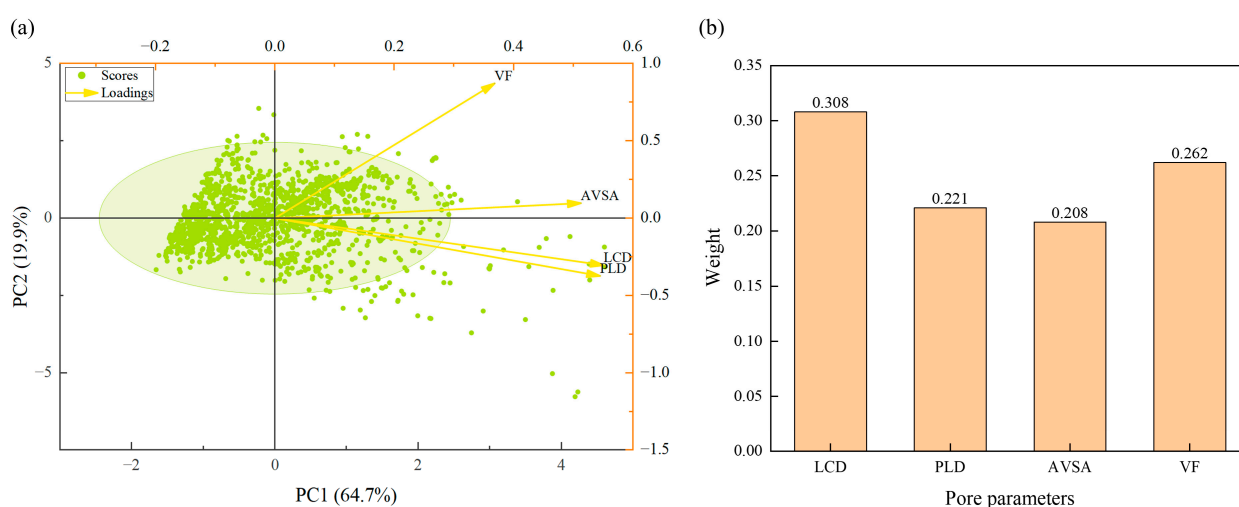 (a)
−0.2 0.0 0.2 0.4 0.6
5 0 −5
PC2 (19.9%)
Scores
Loadings
VF
AVSA
LCD
PLD
1.0 0.5 0.0 −0.5 −1.0 −1.5
−2 0 2 4
PC1 (64.7%)
(b)
0.35 0.30 0.25 0.20 0.15 0.10 0.05 0.00
Weight
0.308 0.221 0.208 0.262
LCD PLD AVSA VF
Pore parameters